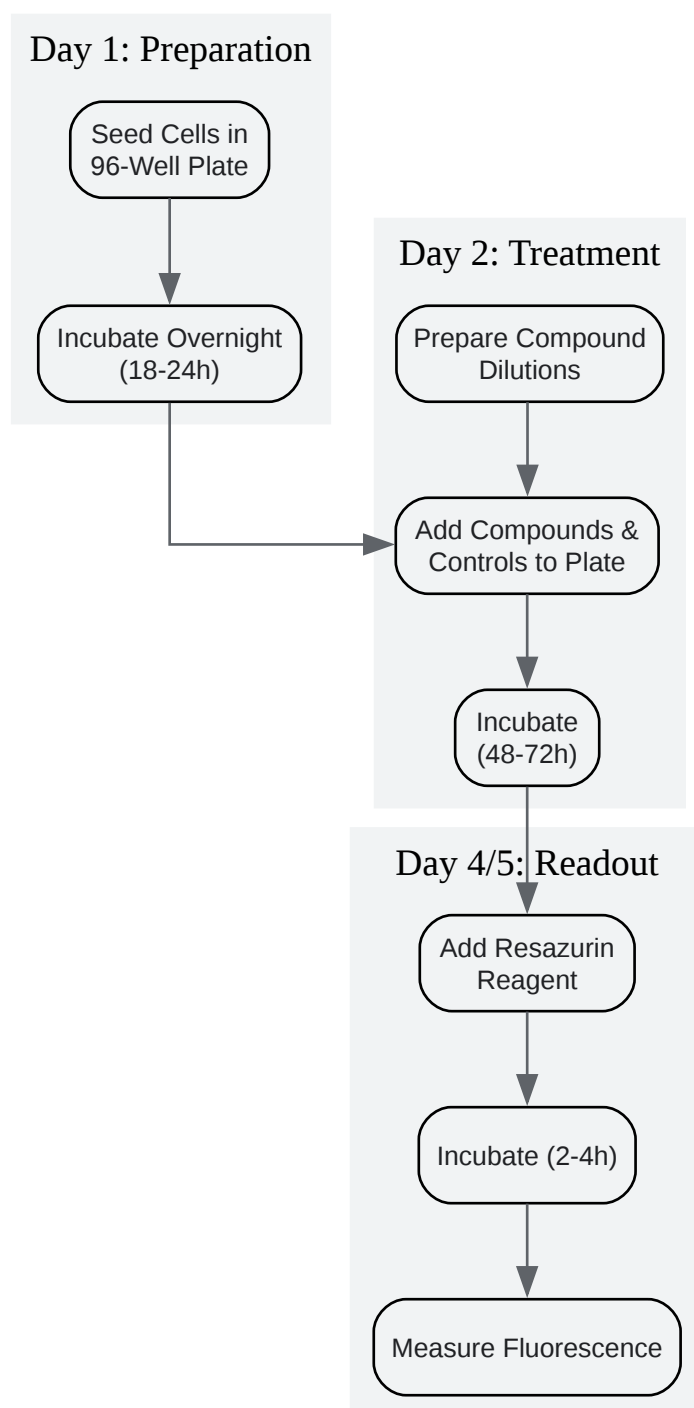 Day 1: Preparation
Seed Cells in
96-Well Plate
Incubate Overnight
(18-24h)
Day 2: Treatment
Prepare Compound
Dilutions
Add Compounds &
Controls to Plate
Incubate
(48-72h)
Day 4/5: Readout
Add Resazurin
Reagent
Incubate (2-4h)
Measure Fluorescence